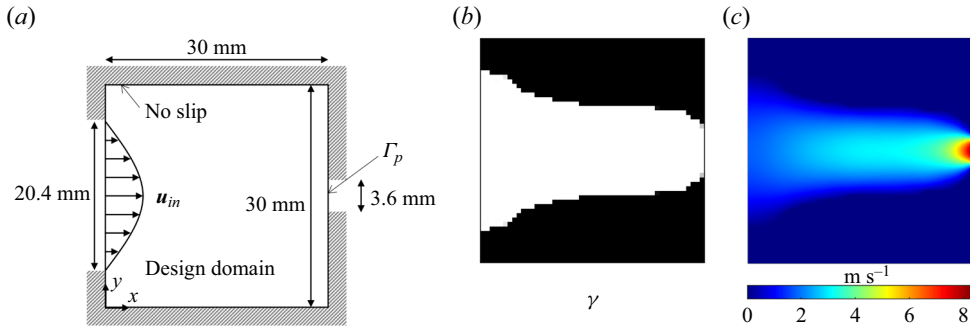 (a)
30 mm
No slip
Γp
20.4 mm
uin
30 mm
3.6 mm
Design domain
y
x
(b)
γ
(c)
m s–1
0 2 4 6 8